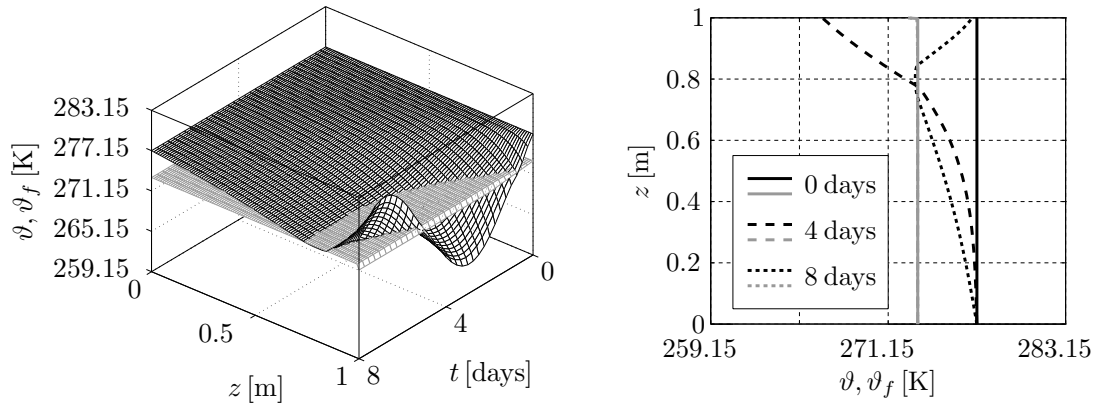 283.15
277.15
271.15
265.15
259.15
ϑ, ϑ_f [K]
0
0.5
1
z [m]
8
4
0
t [days]
1
0.8
0.6
0.4
0.2
0
z [m]
0 days
4 days
8 days
259.15 271.15 283.15
ϑ, ϑ_f [K]